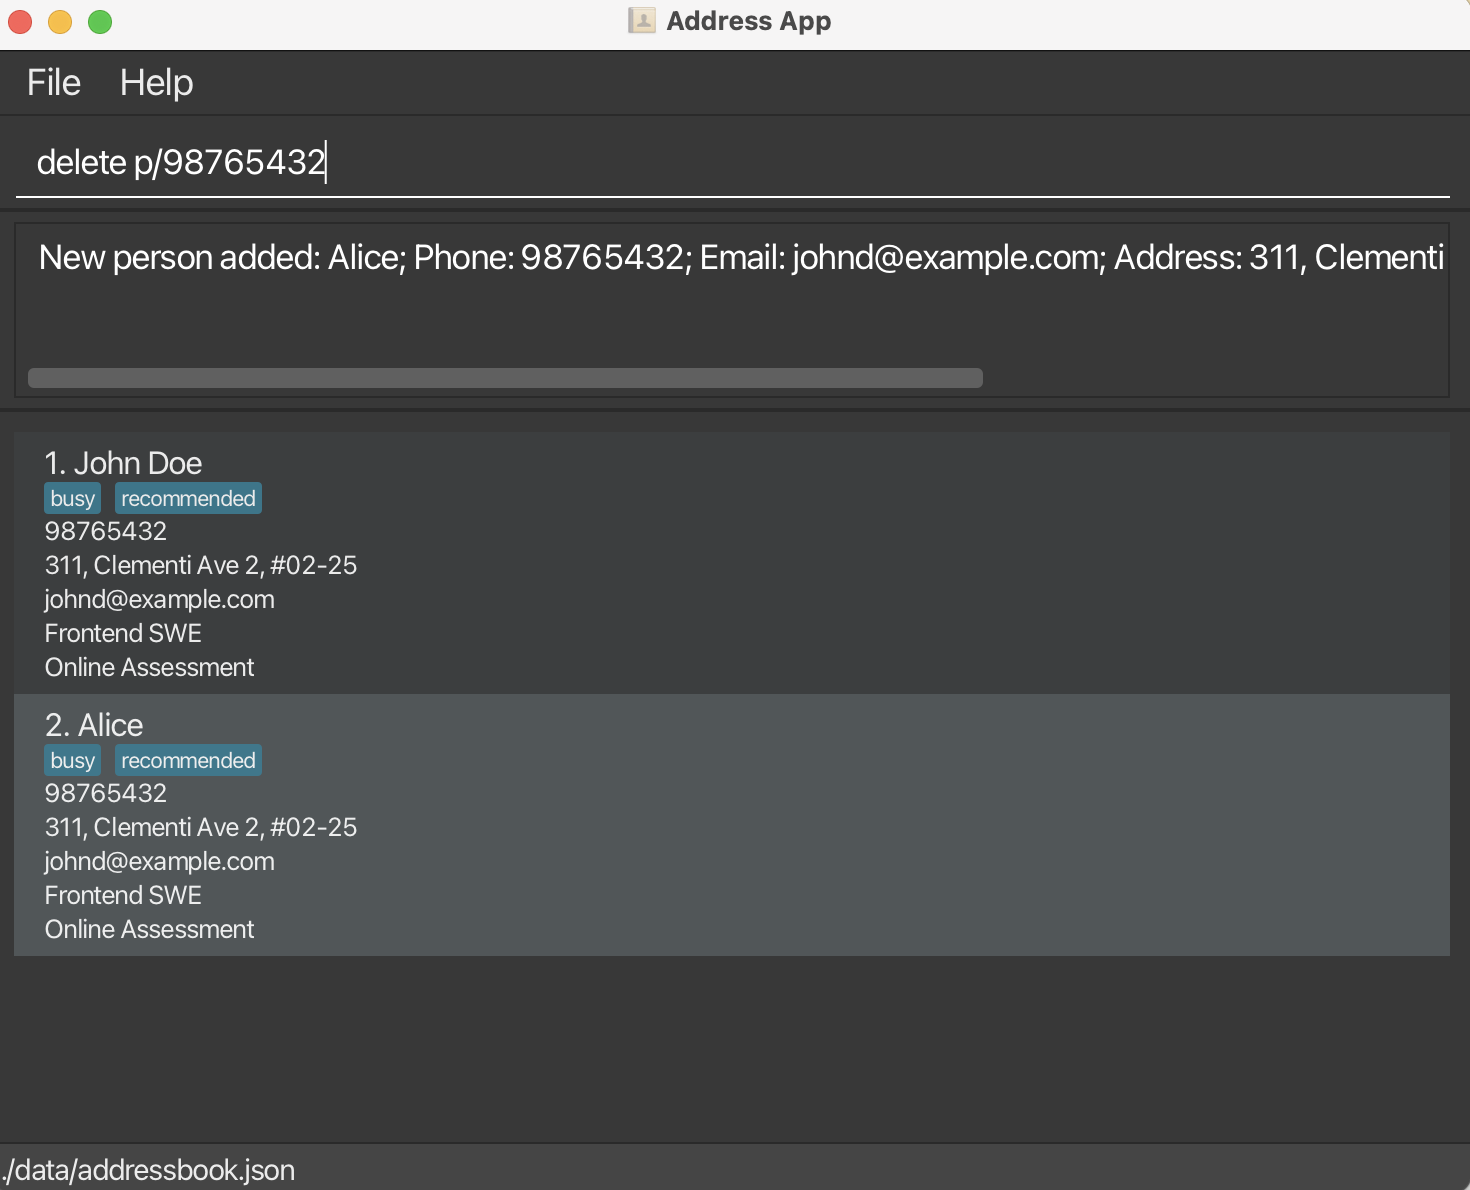 Address App
File Help
delete p/98765432
New person added: Alice; Phone: 98765432; Email: johnd@example.com; Address: 311, Clementi
1. John Doe
busy recommended
98765432
311, Clementi Ave 2, #02-25
johnd@example.com
Frontend SWE
Online Assessment
2. Alice
busy recommended
98765432
311, Clementi Ave 2, #02-25
johnd@example.com
Frontend SWE
Online Assessment
./data/addressbook.json